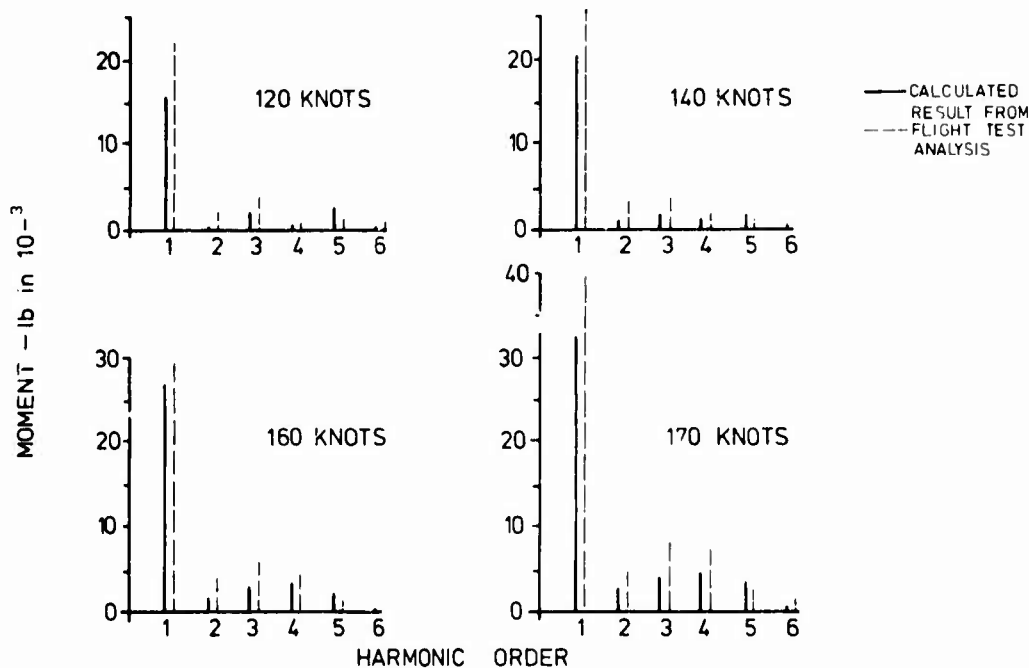 20
10
0
120 KNOTS
1 2 3 4 5 6
20
10
0
140 KNOTS
1 2 3 4 5 6
CALCULATED
RESULT FROM
FLIGHT TEST
ANALYSIS
MOMENT – lb in 10⁻³
30
20
10
0
160 KNOTS
1 2 3 4 5 6
40
30
20
10
0
170 KNOTS
1 2 3 4 5 6
HARMONIC ORDER